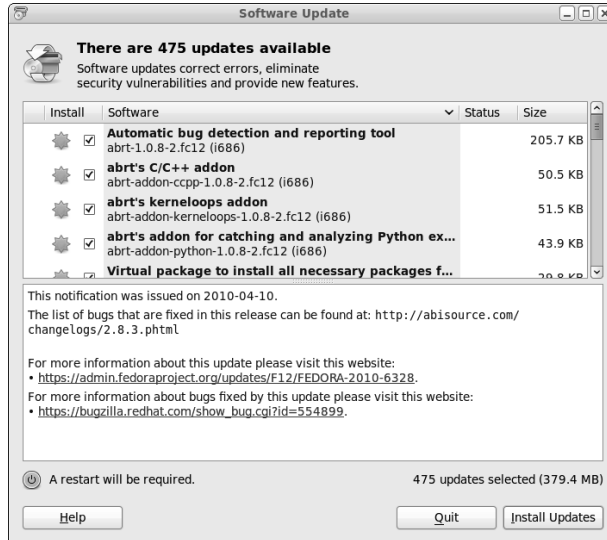 Software Update
There are 475 updates available
Software updates correct errors, eliminate
security vulnerabilities and provide new features.
Install Software Status Size
Automatic bug detection and reporting tool
abrt-1.0.8-2.fc12 (i686) 205.7 KB
abrt's C/C++ addon
abrt-addon-ccpp-1.0.8-2.fc12 (i686) 50.5 KB
abrt's kerneloops addon
abrt-addon-kerneloops-1.0.8-2.fc12 (i686) 51.5 KB
abrt's addon for catching and analyzing Python ex...
abrt-addon-python-1.0.8-2.fc12 (i686) 43.9 KB
Virtual package to install all necessary packages f...
29.8 KB
This notification was issued on 2010-04-10.
The list of bugs that are fixed in this release can be found at: http://abisource.com/
changelogs/2.8.3.phtml
For more information about this update please visit this website:
• https://admin.fedoraproject.org/updates/F12/FEDORA-2010-6328.
For more information about bugs fixed by this update please visit this website:
• https://bugzilla.redhat.com/show_bug.cgi?id=554899.
A restart will be required. 475 updates selected (379.4 MB)
Help Quit Install Updates